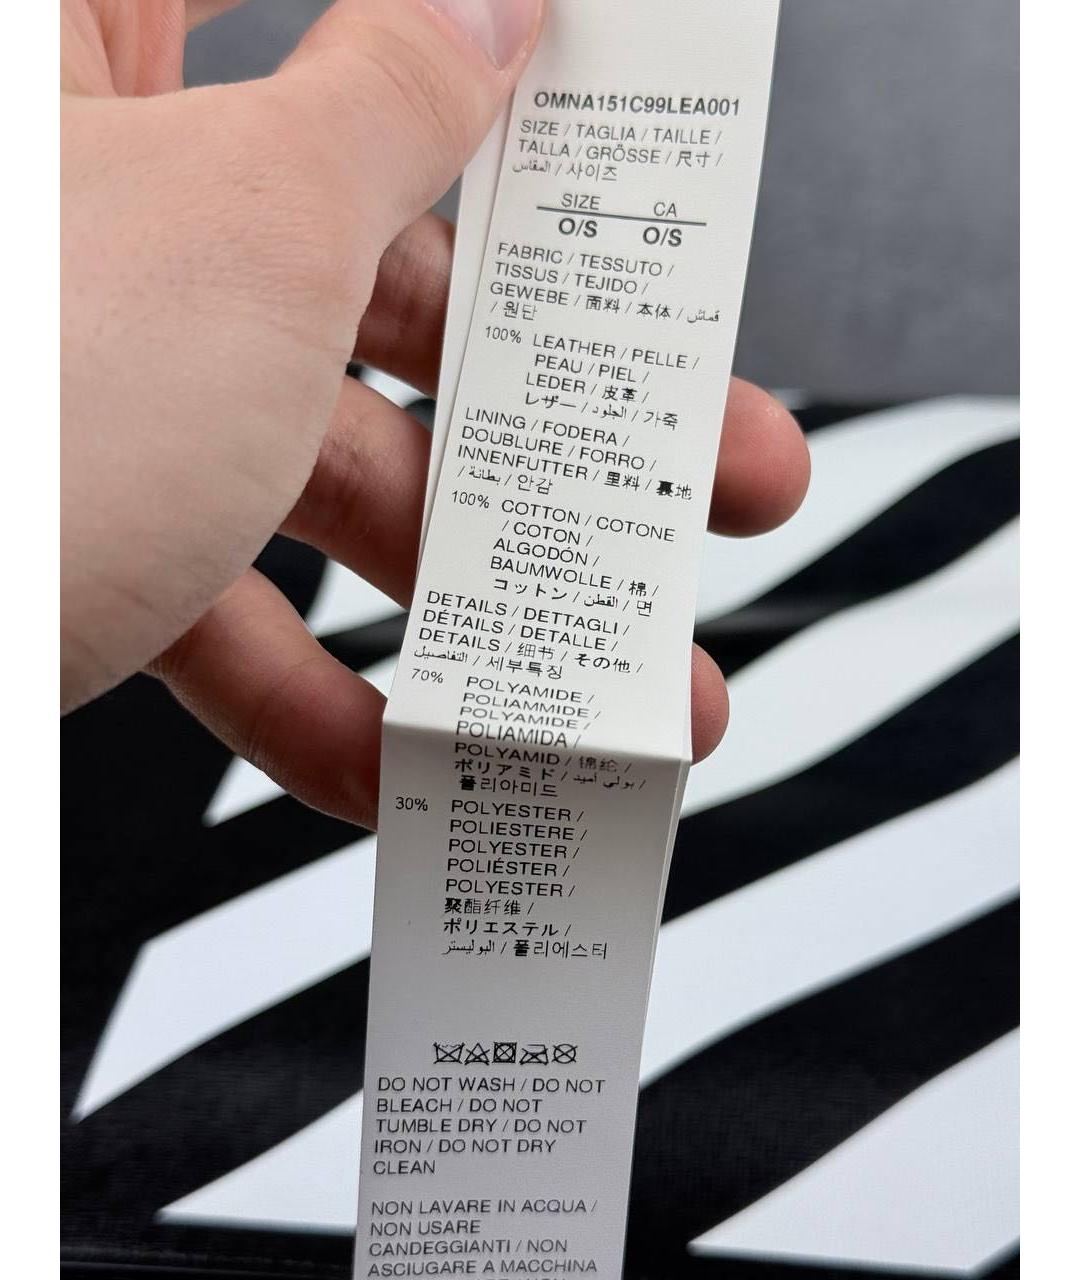 OMNA151C99LEA001
SIZE / TAGLIA / TAILLE /
TALLA / GRÖSSE / 尺寸 /
المقاس / 사이즈
SIZE CA
O/S O/S
FABRIC / TESSUTO /
TISSUS / TEJIDO /
GEWEBE / 面料 / 本体 / قماش
/ 원단
100% LEATHER / PELLE /
PEAU / PIEL /
LEDER / 皮革 /
レザー / الجلود / 가죽
LINING / FODERA /
DOUBLURE / FORRO /
INNENFUTTER / 里料 / 裏地
/ بطانة / 안감
100% COTTON / COTONE
/ COTON /
ALGODÓN /
BAUMWOLLE / 棉 /
コットン / القطن / 면
DETAILS / DETTAGLI /
DÉTAILS / DETALLE /
DETAILS / 细节 / その他 /
التفاصيل / 세부특징
70% POLYAMIDE /
POLIAMMIDE /
POLYAMIDE /
POLIAMIDA /
POLYAMID / 锦纶 /
ポリアミド / بولي أميد /
폴리아미드
30% POLYESTER /
POLIESTERE /
POLYESTER /
POLIÉSTER /
POLYESTER /
聚酯纤维 /
ポリエステル /
البوليستر / 폴리에스터
DO NOT WASH / DO NOT
BLEACH / DO NOT
TUMBLE DRY / DO NOT
IRON / DO NOT DRY
CLEAN
NON LAVARE IN ACQUA /
NON USARE
CANDEGGIANTI / NON
ASCIUGARE A MACCHINA